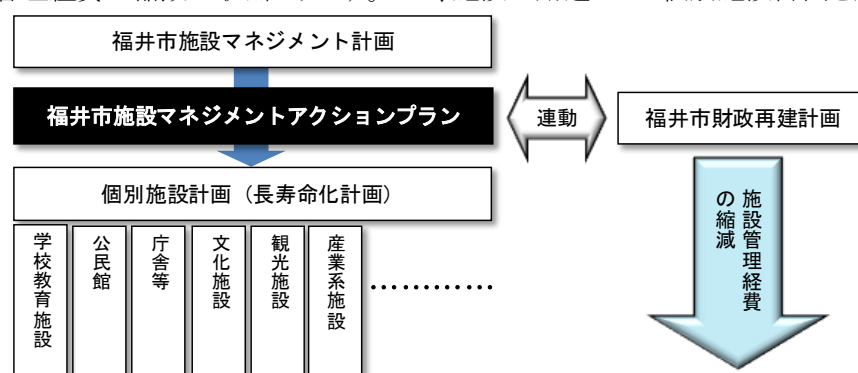 福井市施設マネジメント計画
福井市施設マネジメントアクションプラン
連動
福井市財政再建計画
個別施設計画（長寿命化計画）
学校教育施設
公民館
庁舎等
文化施設
観光施設
産業系施設
…………
施設管理経費
の縮減